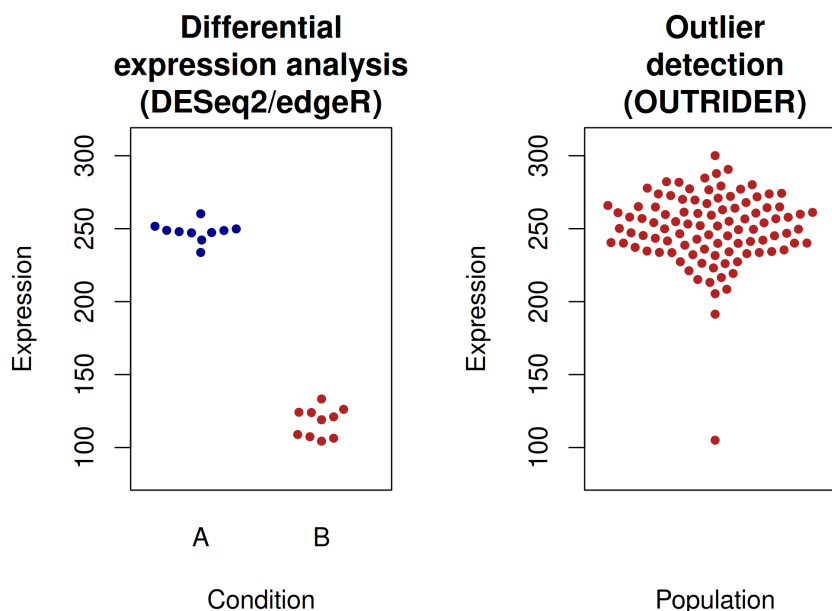 Differential
expression analysis
(DESeq2/edgeR)
Expression
300
250
200
150
100
A B
Condition
Outlier
detection
(OUTRIDER)
Expression
300
250
200
150
100
Population